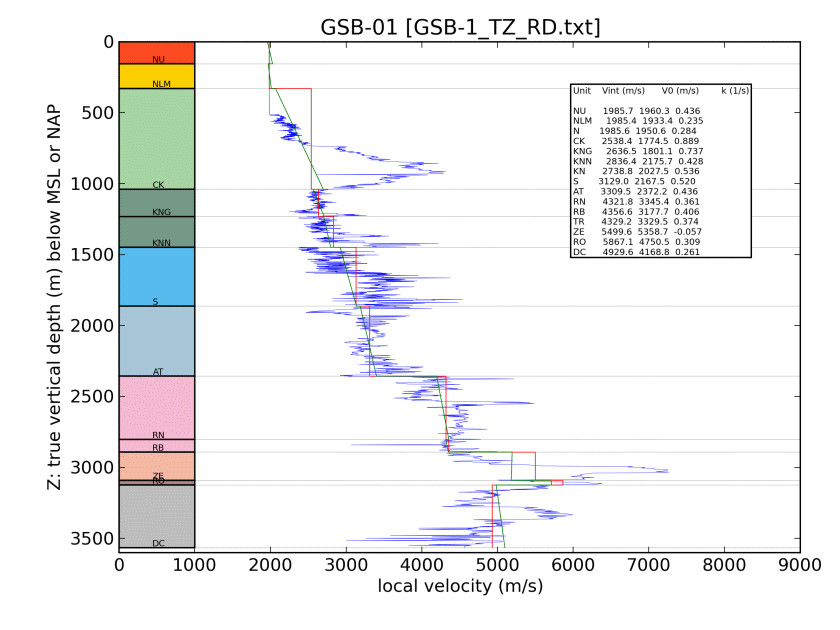 GSB-01 [GSB-1_TZ_RD.txt]
Z: true vertical depth (m) below MSL or NAP
0
500
1000
1500
2000
2500
3000
3500
NU
NLM
CK
KNG
KNN
S
AT
RN
RB
ZE
RO
DC
Unit Vint (m/s) V0 (m/s) k (1/s)
NU 1985.7 1960.3 0.436
NLM 1985.4 1933.4 0.235
N 1985.6 1950.6 0.284
CK 2538.4 1774.5 0.889
KNG 2636.5 1801.1 0.737
KNN 2836.4 2175.7 0.428
KN 2738.8 2027.5 0.536
S 3129.0 2167.5 0.520
AT 3309.5 2372.2 0.436
RN 4321.8 3345.4 0.361
RB 4356.6 3177.7 0.406
TR 4329.2 3329.5 0.374
ZE 5499.6 5358.7 -0.057
RO 5867.1 4750.5 0.309
DC 4929.6 4168.8 0.261
0 1000 2000 3000 4000 5000 6000 7000 8000 9000
local velocity (m/s)